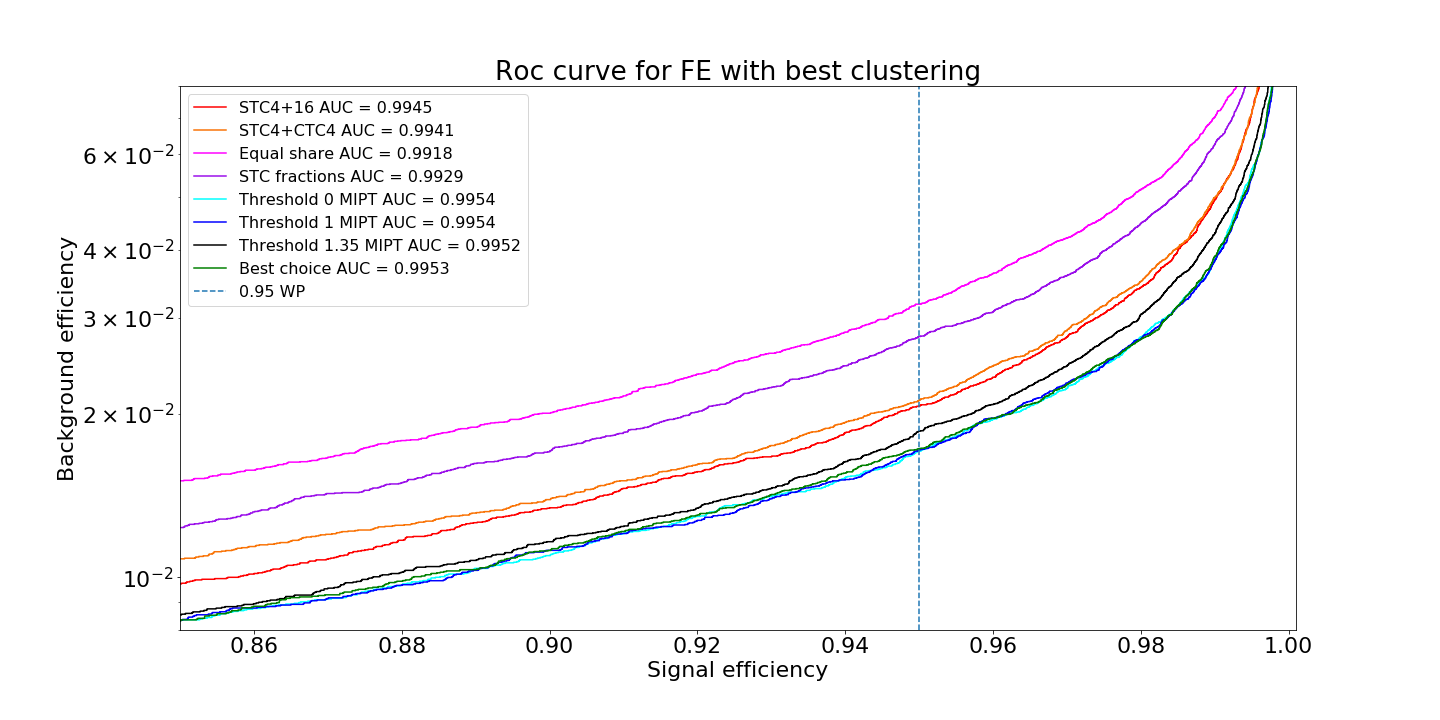 Roc curve for FE with best clustering
STC4+16 AUC = 0.9945
STC4+CTC4 AUC = 0.9941
Equal share AUC = 0.9918
STC fractions AUC = 0.9929
Threshold 0 MIPT AUC = 0.9954
Threshold 1 MIPT AUC = 0.9954
Threshold 1.35 MIPT AUC = 0.9952
Best choice AUC = 0.9953
0.95 WP
Background efficiency
6 × 10⁻²
4 × 10⁻²
3 × 10⁻²
2 × 10⁻²
10⁻²
0.86 0.88 0.90 0.92 0.94 0.96 0.98 1.00
Signal efficiency